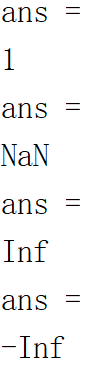 ans =
1
ans =
NaN
ans =
Inf
ans =
-Inf